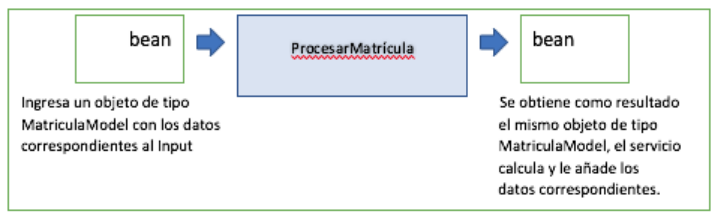 bean
ProcesarMatrícula
bean
Ingresa un objeto de tipo
MatriculaModel con los datos
correspondientes al Input
Se obtiene como resultado
el mismo objeto de tipo
MatriculaModel, el servicio
calcula y le añade los
datos correspondientes.